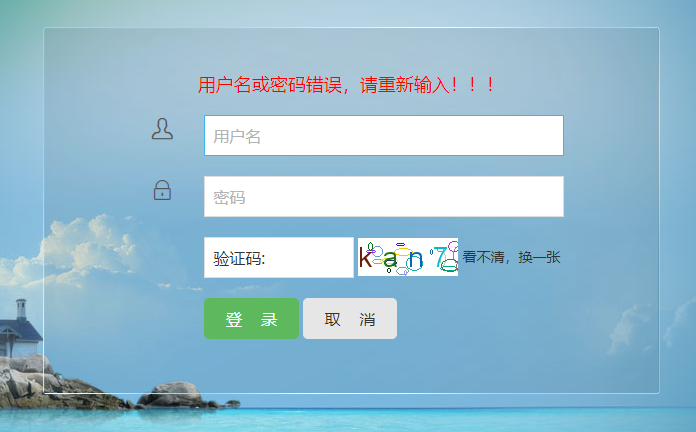 用户名或密码错误，请重新输入！！！
用户名
密码
验证码: kan7 看不清，换一张
登 录 取 消